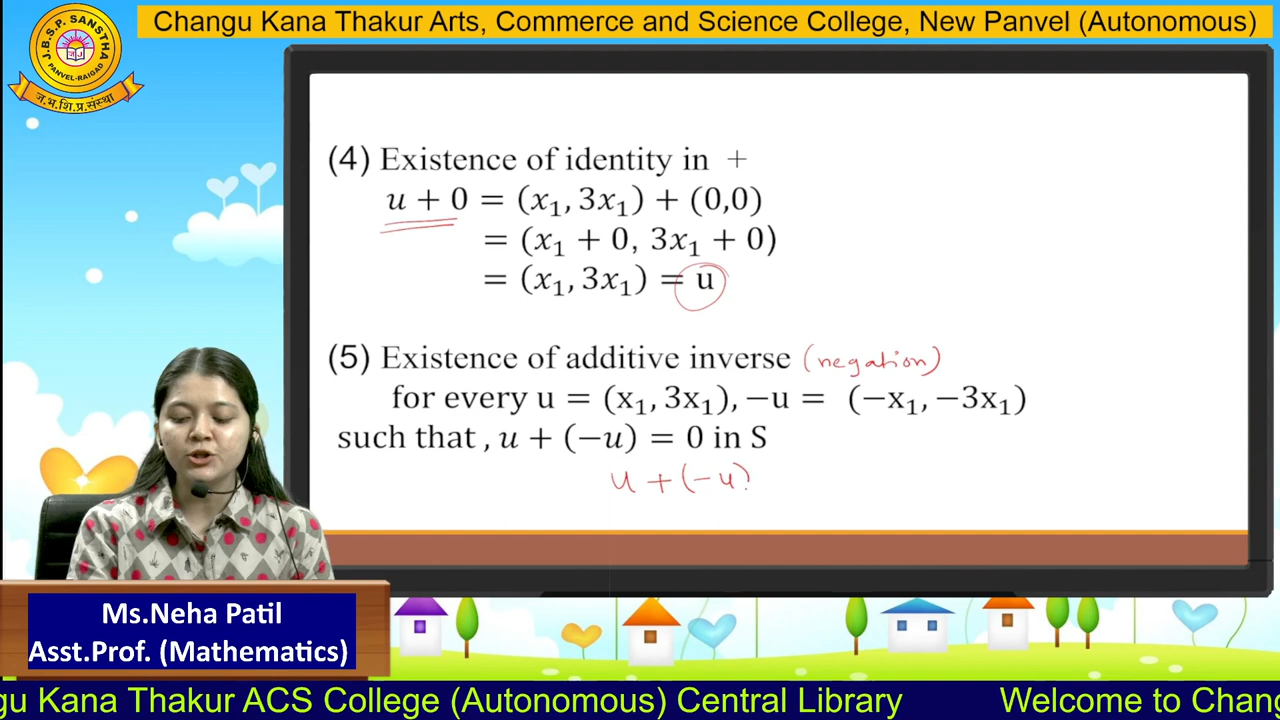 Changu Kana Thakur Arts, Commerce and Science College, New Panvel (Autonomous)
J.B.S.P. SANSTHA
PANVEL-RAIGAD
ज.भ.शि.प्र.संस्था
(4) Existence of identity in +
u + 0 = (x₁, 3x₁) + (0,0)
= (x₁ + 0, 3x₁ + 0)
= (x₁, 3x₁) = u
(5) Existence of additive inverse (negation)
for every u = (x₁, 3x₁), −u = (−x₁, −3x₁)
such that , u + (−u) = 0 in S
u + (−u)
Ms.Neha Patil
Asst.Prof. (Mathematics)
gu Kana Thakur ACS College (Autonomous) Central Library Welcome to Chang